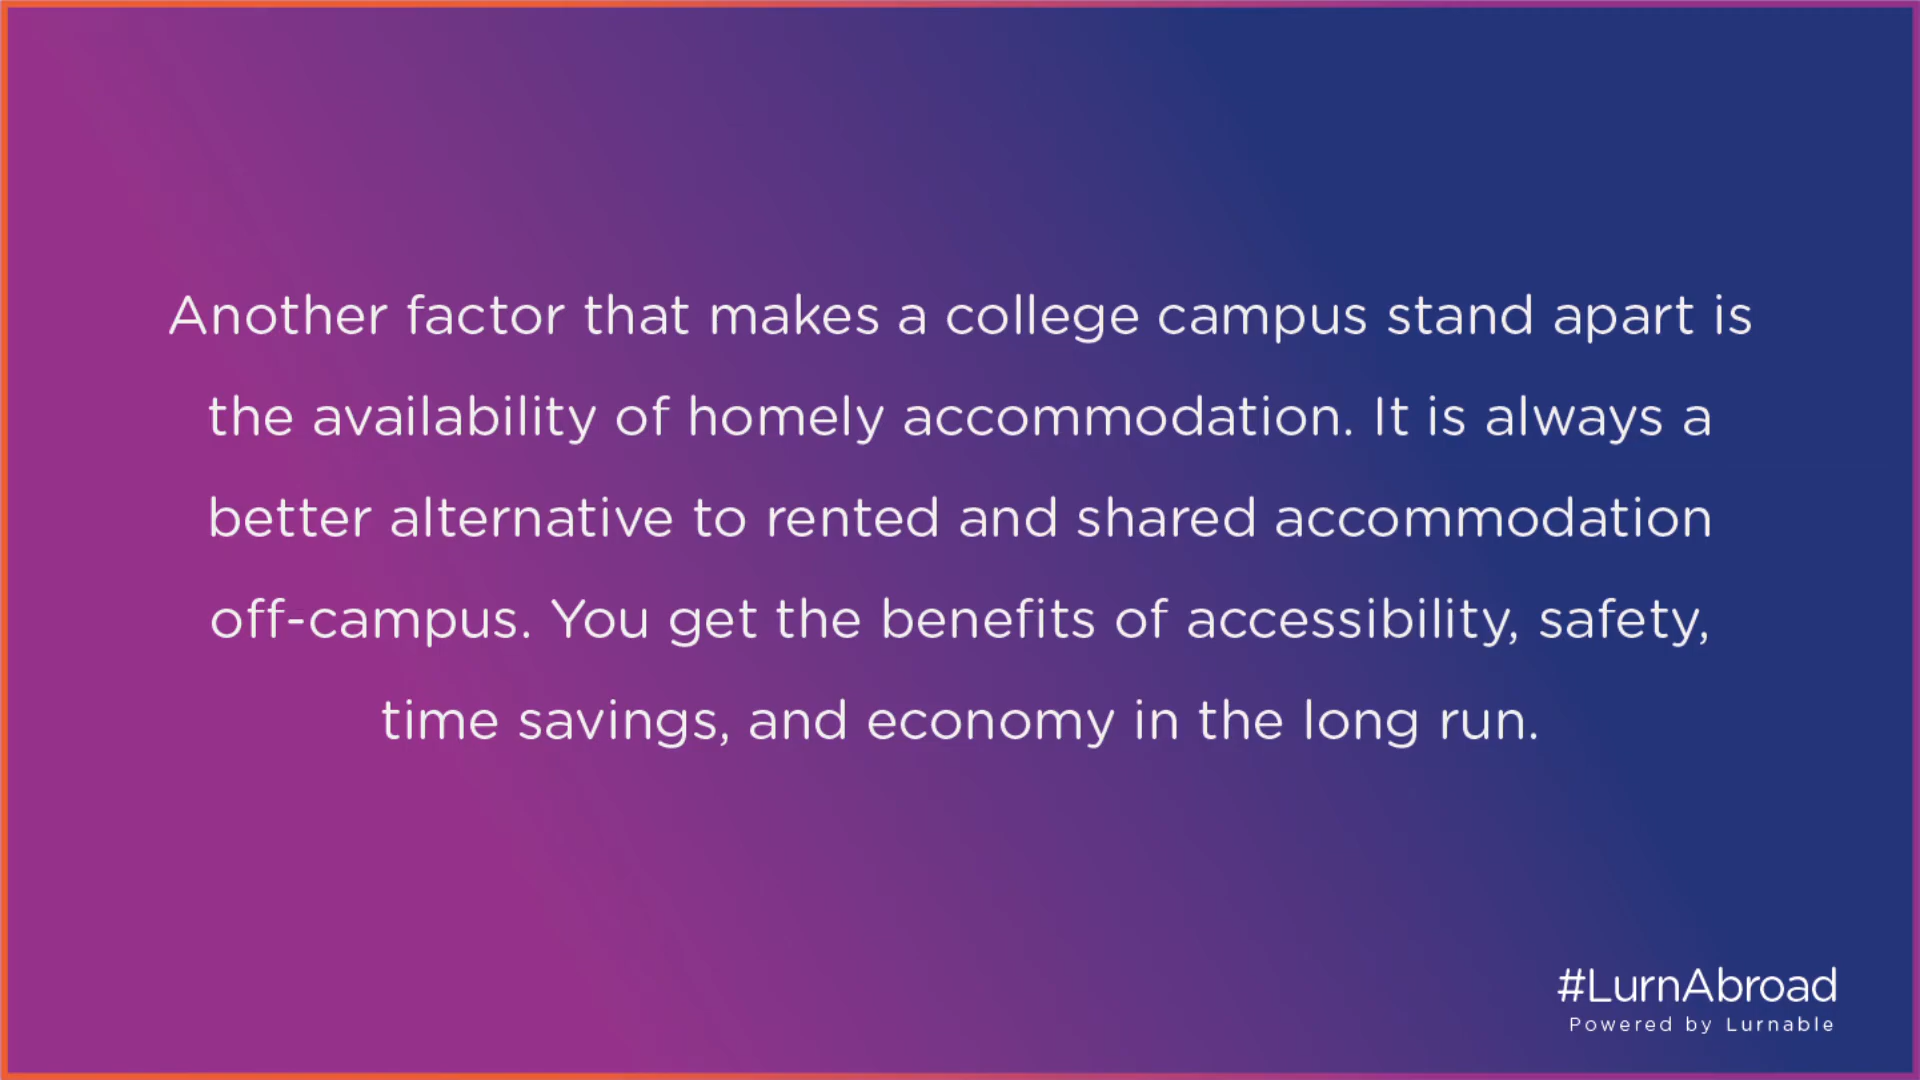 Another factor that makes a college campus stand apart is
the availability of homely accommodation. It is always a
better alternative to rented and shared accommodation
off-campus. You get the benefits of accessibility, safety,
time savings, and economy in the long run.
#LurnAbroad
Powered by Lurnable